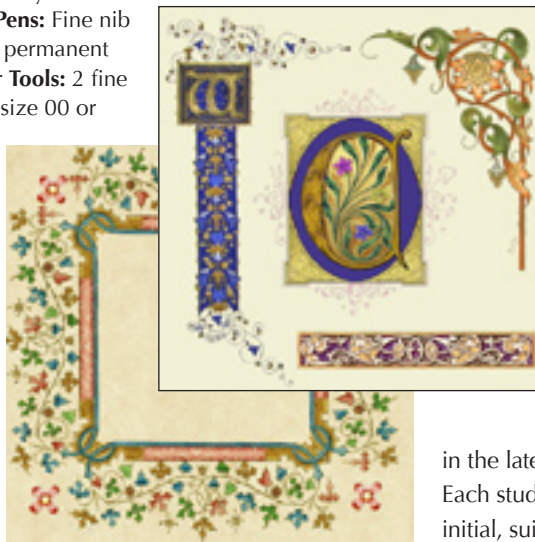 Pens: Fine nib
permanent
Tools: 2 fine
size 00 or
in the late
Each stud
initial, sui